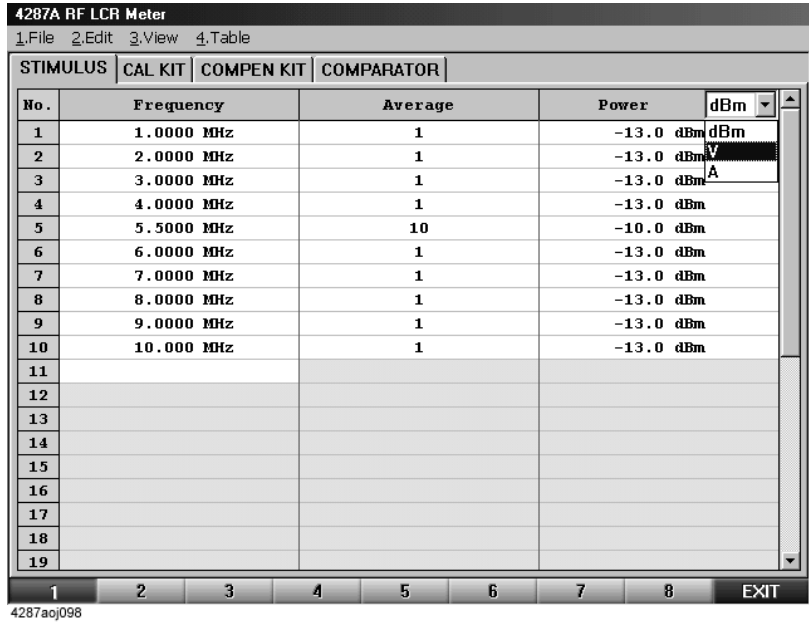 4287A RF LCR Meter
1.File 2.Edit 3.View 4.Table
STIMULUS CAL KIT COMPEN KIT COMPARATOR
No. Frequency Average Power dBm
1 1.0000 MHz 1 -13.0 dBm dBm
2 2.0000 MHz 1 -13.0 dBm V
3 3.0000 MHz 1 -13.0 dBm A
4 4.0000 MHz 1 -13.0 dBm
5 5.5000 MHz 10 -10.0 dBm
6 6.0000 MHz 1 -13.0 dBm
7 7.0000 MHz 1 -13.0 dBm
8 8.0000 MHz 1 -13.0 dBm
9 9.0000 MHz 1 -13.0 dBm
10 10.000 MHz 1 -13.0 dBm
11
12
13
14
15
16
17
18
19
1 2 3 4 5 6 7 8 EXIT
4287aoj098